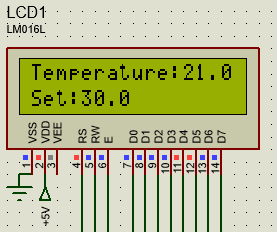 LCD1
LM016L
Temperature:21.0
Set:30.0
VSS VDD VEE RS RW E D0 D1 D2 D3 D4 D5 D6 D7
1 2 3 4 5 6 7 8 9 10 11 12 13 14
+5V